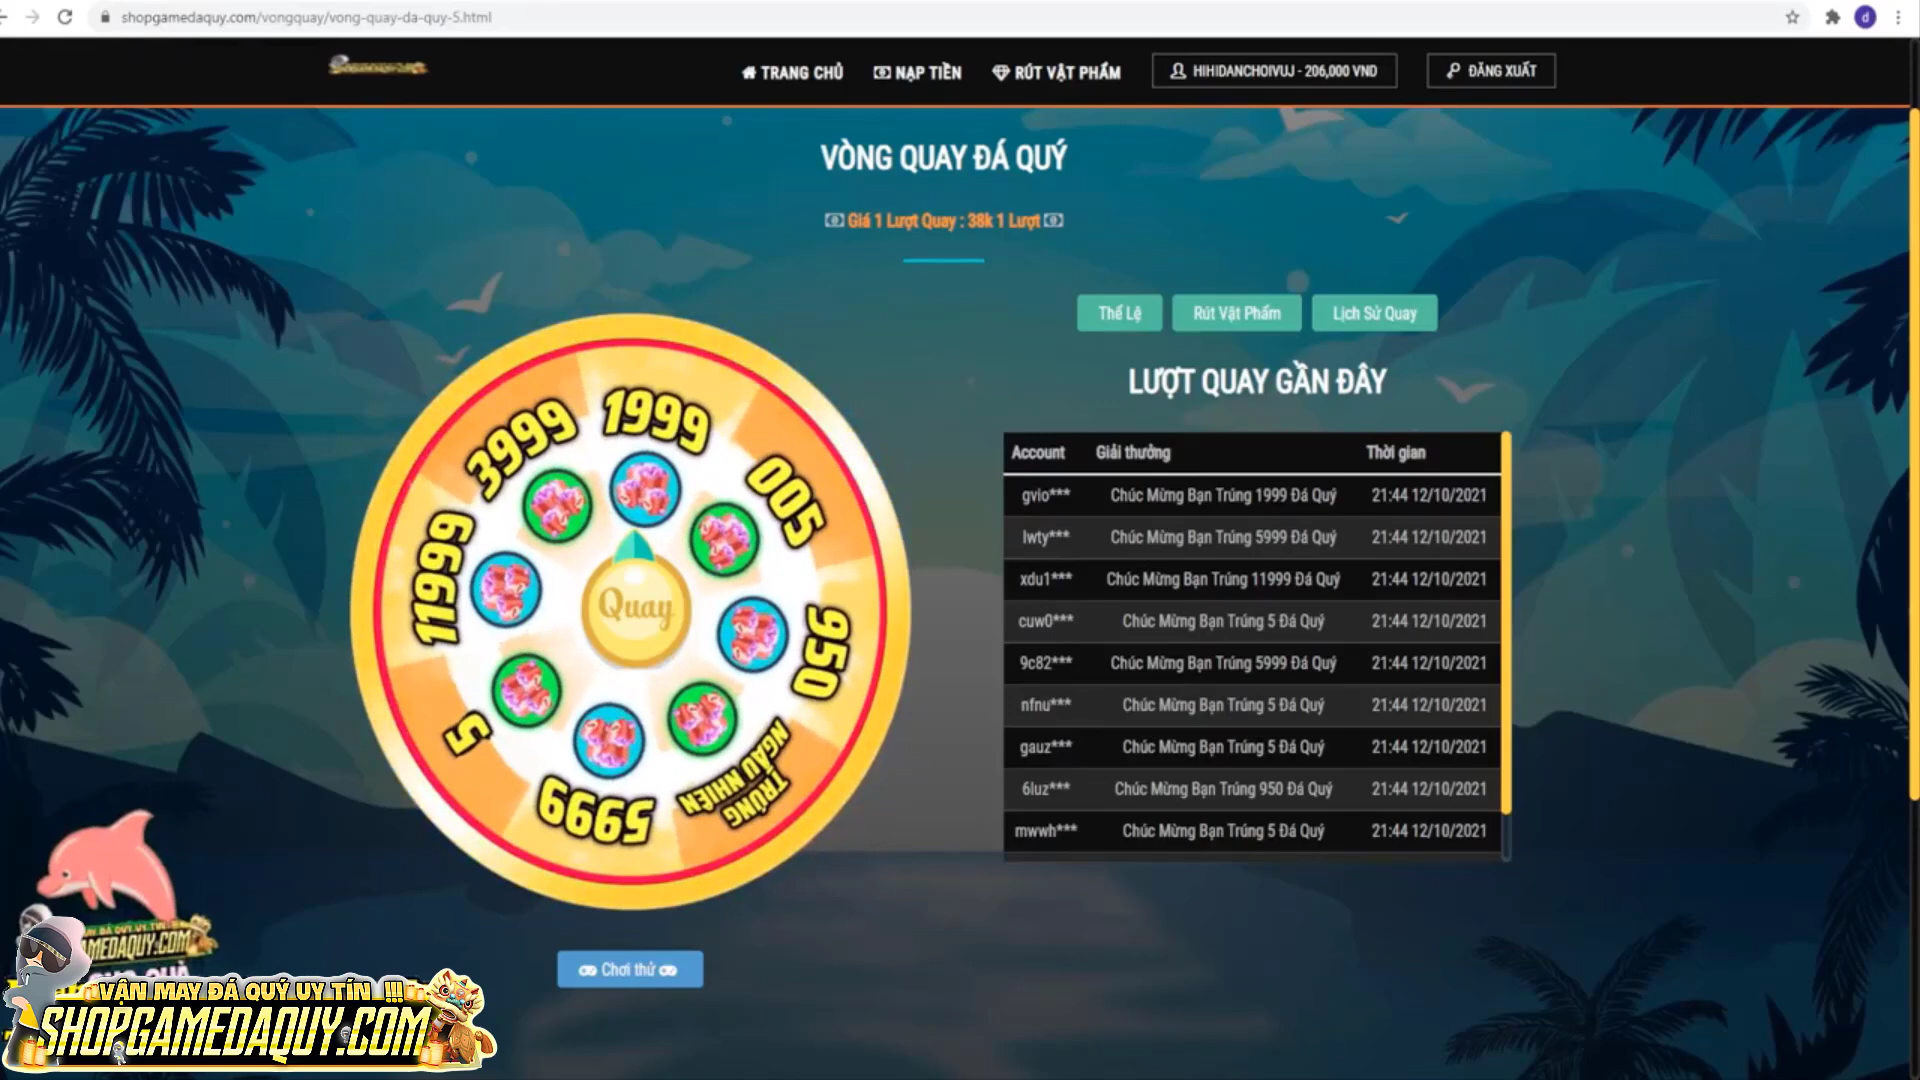 shopgamedaquy.com/vongquay/vong-quay-da-quy-5.html
d
TRANG CHỦ
NẠP TIỀN
RÚT VẬT PHẨM
HIHIDANCHOIVUJ - 206,000 VND
ĐĂNG XUẤT
VÒNG QUAY ĐÁ QUÝ
Giá 1 Lượt Quay : 38k 1 Lượt
Thể Lệ
Rút Vật Phẩm
Lịch Sử Quay
LƯỢT QUAY GẦN ĐÂY
Account Giải thưởng Thời gian
gvio*** Chúc Mừng Bạn Trúng 1999 Đá Quý 21:44 12/10/2021
lwty*** Chúc Mừng Bạn Trúng 5999 Đá Quý 21:44 12/10/2021
xdu1*** Chúc Mừng Bạn Trúng 11999 Đá Quý 21:44 12/10/2021
cuw0*** Chúc Mừng Bạn Trúng 5 Đá Quý 21:44 12/10/2021
9c82*** Chúc Mừng Bạn Trúng 5999 Đá Quý 21:44 12/10/2021
nfnu*** Chúc Mừng Bạn Trúng 5 Đá Quý 21:44 12/10/2021
gauz*** Chúc Mừng Bạn Trúng 5 Đá Quý 21:44 12/10/2021
6luz*** Chúc Mừng Bạn Trúng 950 Đá Quý 21:44 12/10/2021
mwwh*** Chúc Mừng Bạn Trúng 5 Đá Quý 21:44 12/10/2021
1999
500
950
TRÚNG
NGẪU NHIÊN
5999
5
11999
3999
Quay
Chơi thử
AMEDAQUY.COM
VẬN MAY ĐÁ QUÝ UY TÍN !!!
SHOPGAMEDAQUY.COM